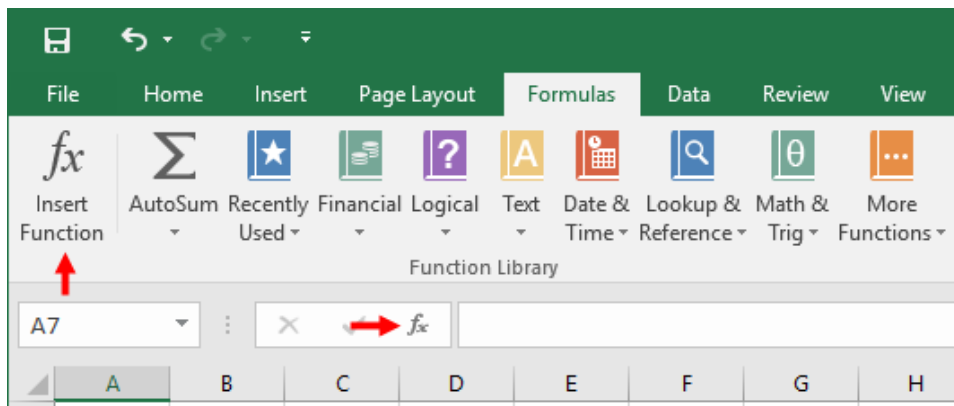 File Home Insert Page Layout Formulas Data Review View
fx Σ ? A θ
Insert AutoSum Recently Financial Logical Text Date & Lookup & Math & More
Function Used Time Reference Trig Functions
Function Library
A7 fx
A B C D E F G H